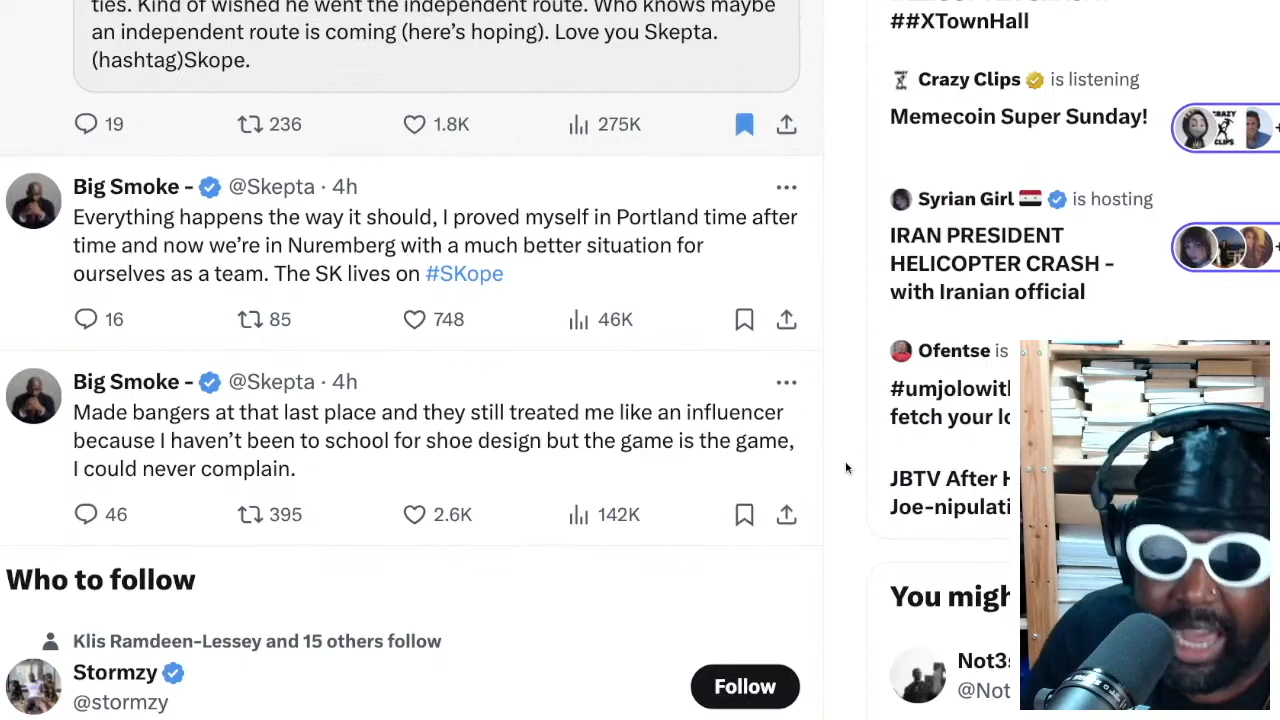 ties. Kind of wished he went the independent route. Who knows maybe
an independent route is coming (here's hoping). Love you Skepta.
(hashtag)Skope.
19 236 1.8K 275K
Big Smoke - @Skepta · 4h
Everything happens the way it should, I proved myself in Portland time after
time and now we're in Nuremberg with a much better situation for
ourselves as a team. The SK lives on #SKope
16 85 748 46K
Big Smoke - @Skepta · 4h
Made bangers at that last place and they still treated me like an influencer
because I haven't been to school for shoe design but the game is the game,
I could never complain.
46 395 2.6K 142K
Who to follow
Klis Ramdeen-Lessey and 15 others follow
Stormzy
@stormzy
Follow
##XTownHall
Crazy Clips is listening
Memecoin Super Sunday!
CRAZY
CLIPS
Syrian Girl is hosting
IRAN PRESIDENT
HELICOPTER CRASH -
with Iranian official
Ofentse is
#umjolowitl
fetch your lo
JBTV After H
Joe-nipulati
You migh
Not3s
@Not